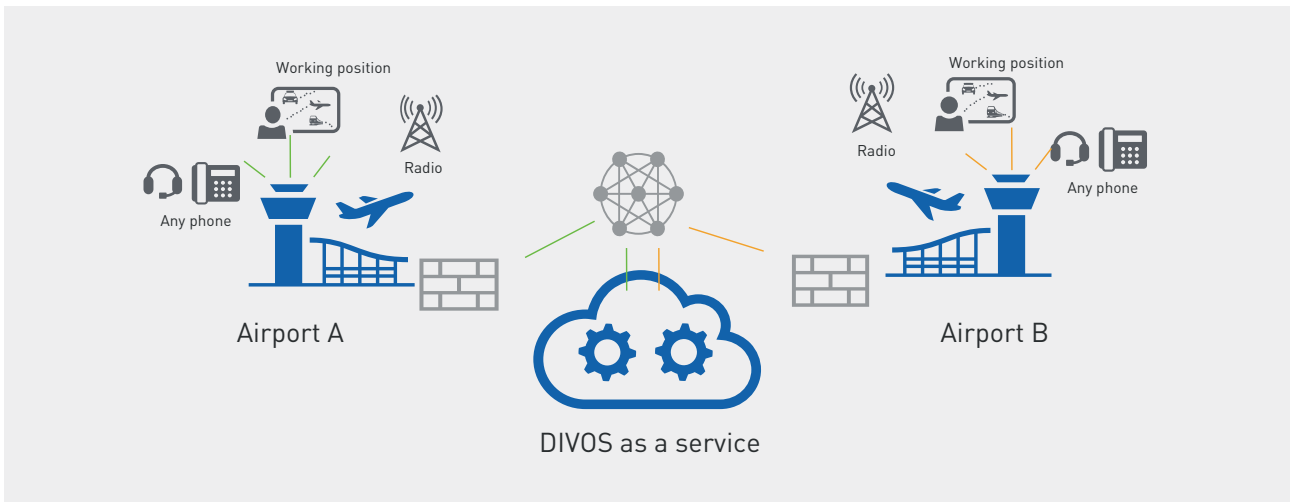 Working position
Radio
Any phone
Airport A
DIVOS as a service
Working position
Radio
Any phone
Airport B